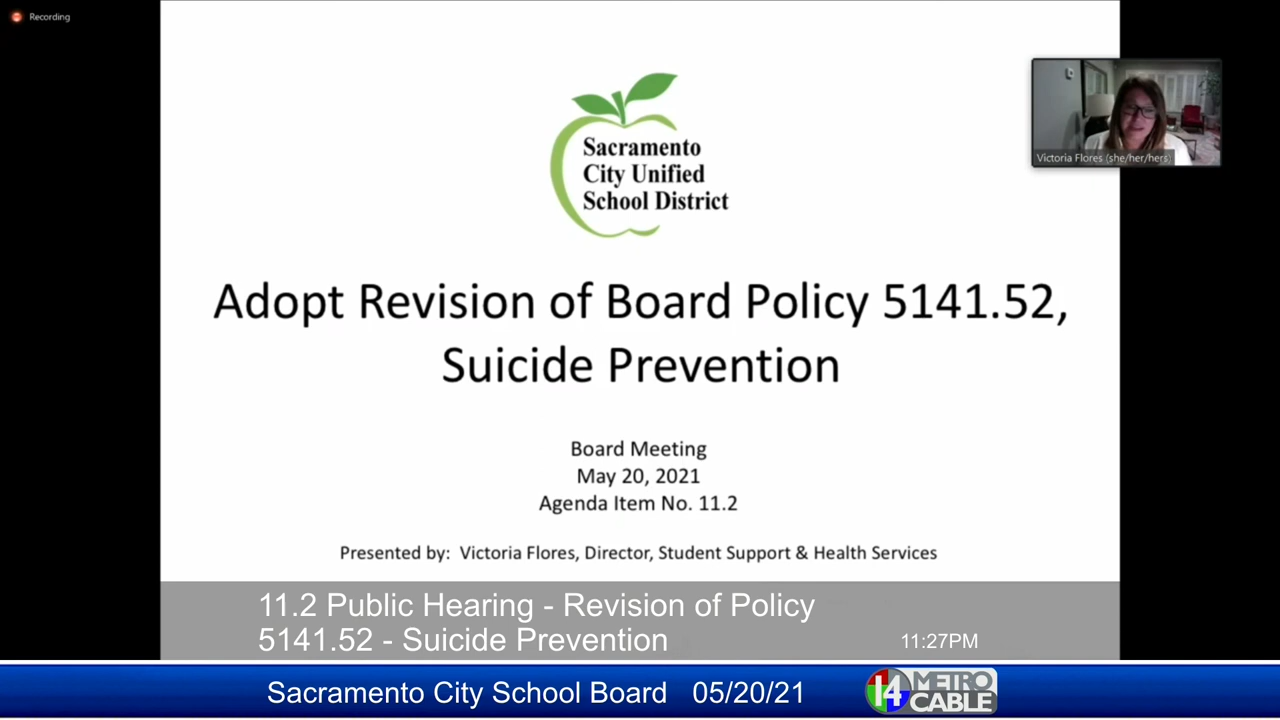 Recording
Sacramento
City Unified
School District
Victoria Flores (she/her/hers)
Adopt Revision of Board Policy 5141.52,
Suicide Prevention
Board Meeting
May 20, 2021
Agenda Item No. 11.2
Presented by: Victoria Flores, Director, Student Support & Health Services
11.2 Public Hearing - Revision of Policy
5141.52 - Suicide Prevention
11:27PM
Sacramento City School Board 05/20/21
14 METRO
CABLE